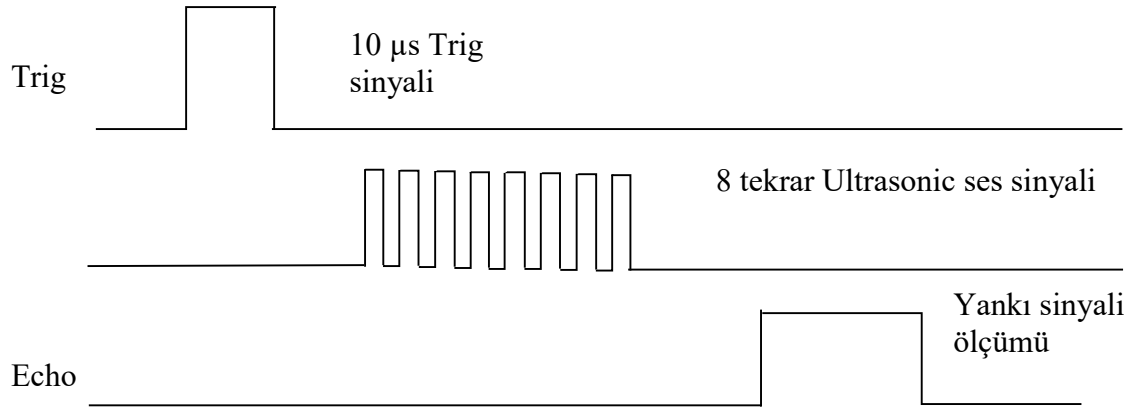 Trig
10 µs Trig
sinyali
8 tekrar Ultrasonic ses sinyali
Yankı sinyali
ölçümü
Echo